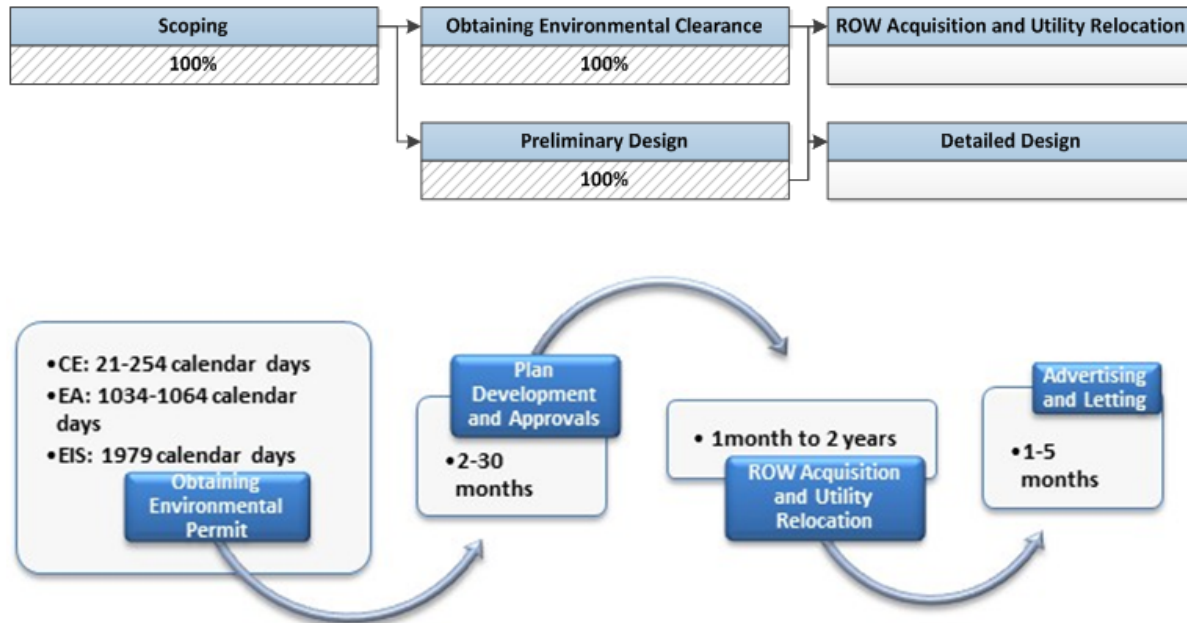 Scoping
100%
Obtaining Environmental Clearance
100%
ROW Acquisition and Utility Relocation
Preliminary Design
100%
Detailed Design
•CE: 21-254 calendar days
•EA: 1034-1064 calendar
days
•EIS: 1979 calendar days
Obtaining
Environmental
Permit
Plan
Development
and Approvals
•2-30
months
• 1month to 2 years
ROW Acquisition
and Utility
Relocation
Advertising
and Letting
•1-5
months